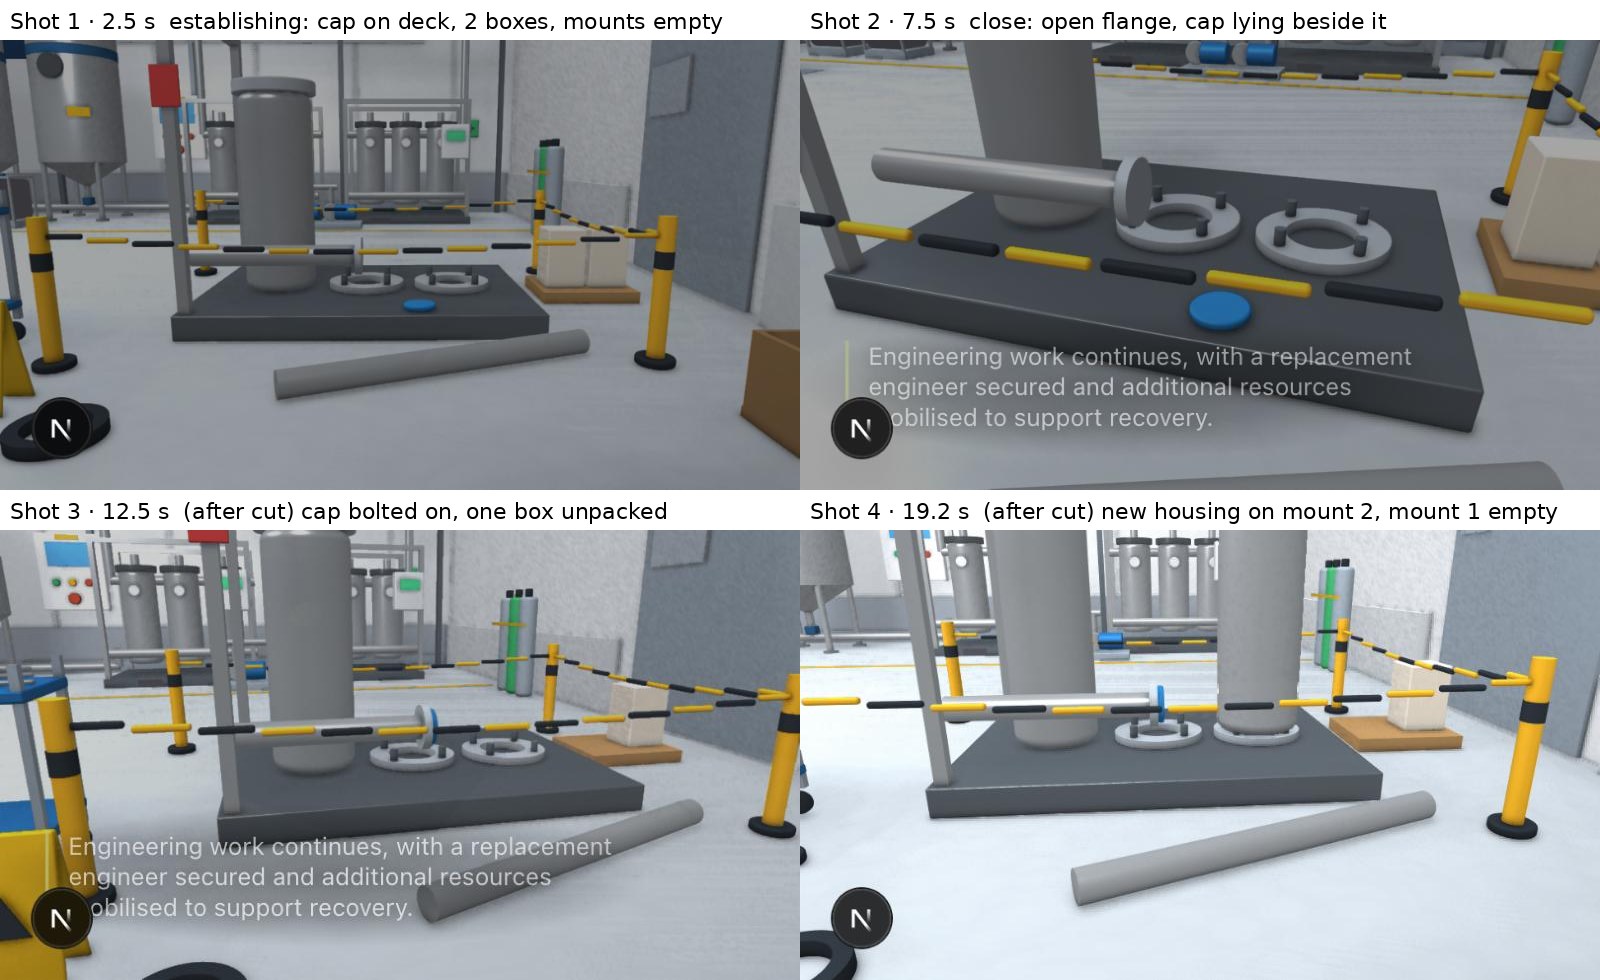 Shot 1 · 2.5 s  establishing: cap on deck, 2 boxes, mounts empty
Shot 2 · 7.5 s  close: open flange, cap lying beside it
Engineering work continues, with a replacement
engineer secured and additional resources
obilised to support recovery.
N
N
Shot 3 · 12.5 s  (after cut) cap bolted on, one box unpacked
Shot 4 · 19.2 s  (after cut) new housing on mount 2, mount 1 empty
Engineering work continues, with a replacement
engineer secured and additional resources
obilised to support recovery.
N
N